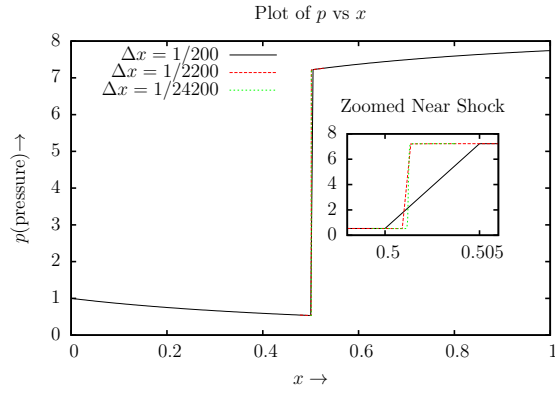 Plot of p vs x
8
7
6
5
4
3
2
1
0
p(pressure)→
Δx = 1/200
Δx = 1/2200
Δx = 1/24200
Zoomed Near Shock
8
6
4
2
0
0.5 0.505
0 0.2 0.4 0.6 0.8 1
x →